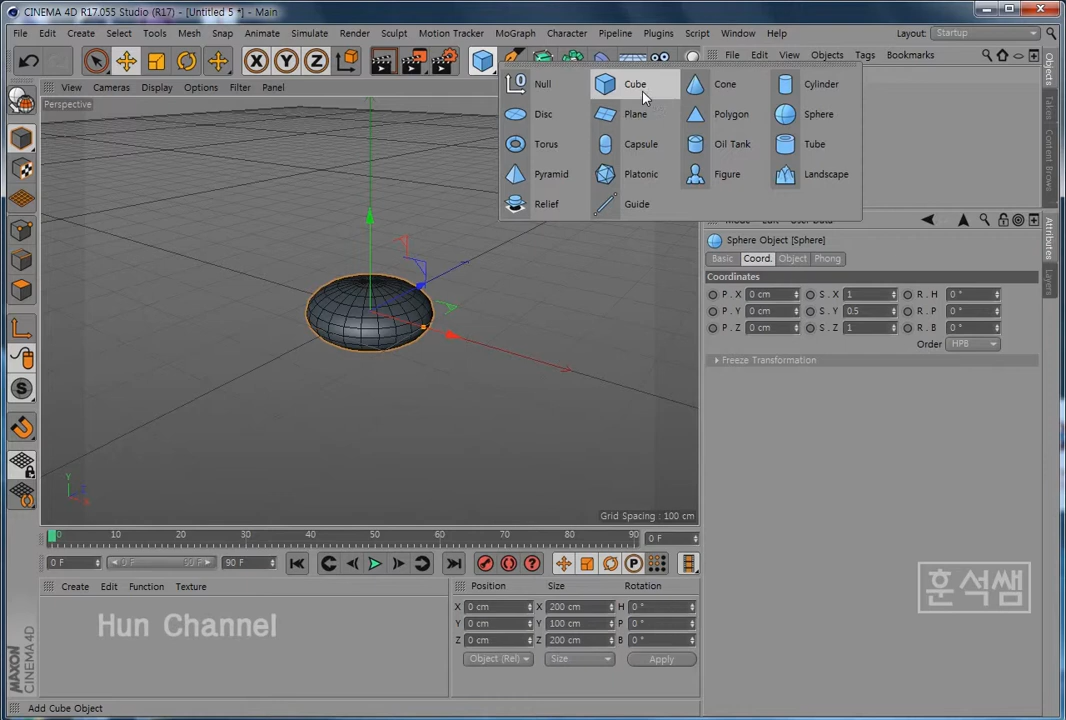 CINEMA 4D R17.055 Studio (R17) - [Untitled 5 *] - Main
File Edit Create Select Tools Mesh Snap Animate Simulate Render Sculpt Motion Tracker MoGraph Character Pipeline Plugins Script Window Help Layout: Startup
X Y Z File Edit View Objects Tags Bookmarks
View Cameras Display Options Filter Panel
Perspective
Null Cube Cone Cylinder
Disc Plane Polygon Sphere
Torus Capsule Oil Tank Tube
Pyramid Platonic Figure Landscape
Relief Guide
Objects
Takes
Content Browser
Attributes
Layers
Sphere Object [Sphere]
Basic Coord. Object Phong
Coordinates
P . X 0 cm S . X 1 R . H 0 °
P . Y 0 cm S . Y 0.5 R . P 0 °
P . Z 0 cm S . Z 1 R . B 0 °
Order HPB
Freeze Transformation
S
Y
Z
X
Grid Spacing : 100 cm
0 10 20 30 40 50 60 70 80 90 0 F
0 F 0 F 90 F 90 F P
Create Edit Function Texture
Position Size Rotation
X 0 cm X 200 cm H 0 °
Y 0 cm Y 100 cm P 0 °
Z 0 cm Z 200 cm B 0 °
Object (Rel) Size Apply
Hun Channel
훈석쌤
MAXON
CINEMA 4D
Add Cube Object